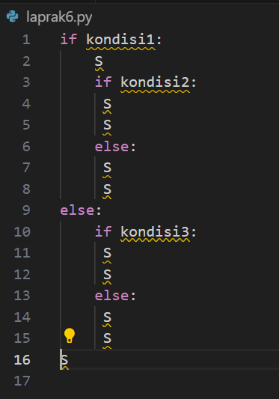 laprak6.py
1 if kondisi1:
2     S
3     if kondisi2:
4      S
5      S
6     else:
7      S
8      S
9 else:
10     if kondisi3:
11      S
12      S
13     else:
14      S
15      S
16 S
17